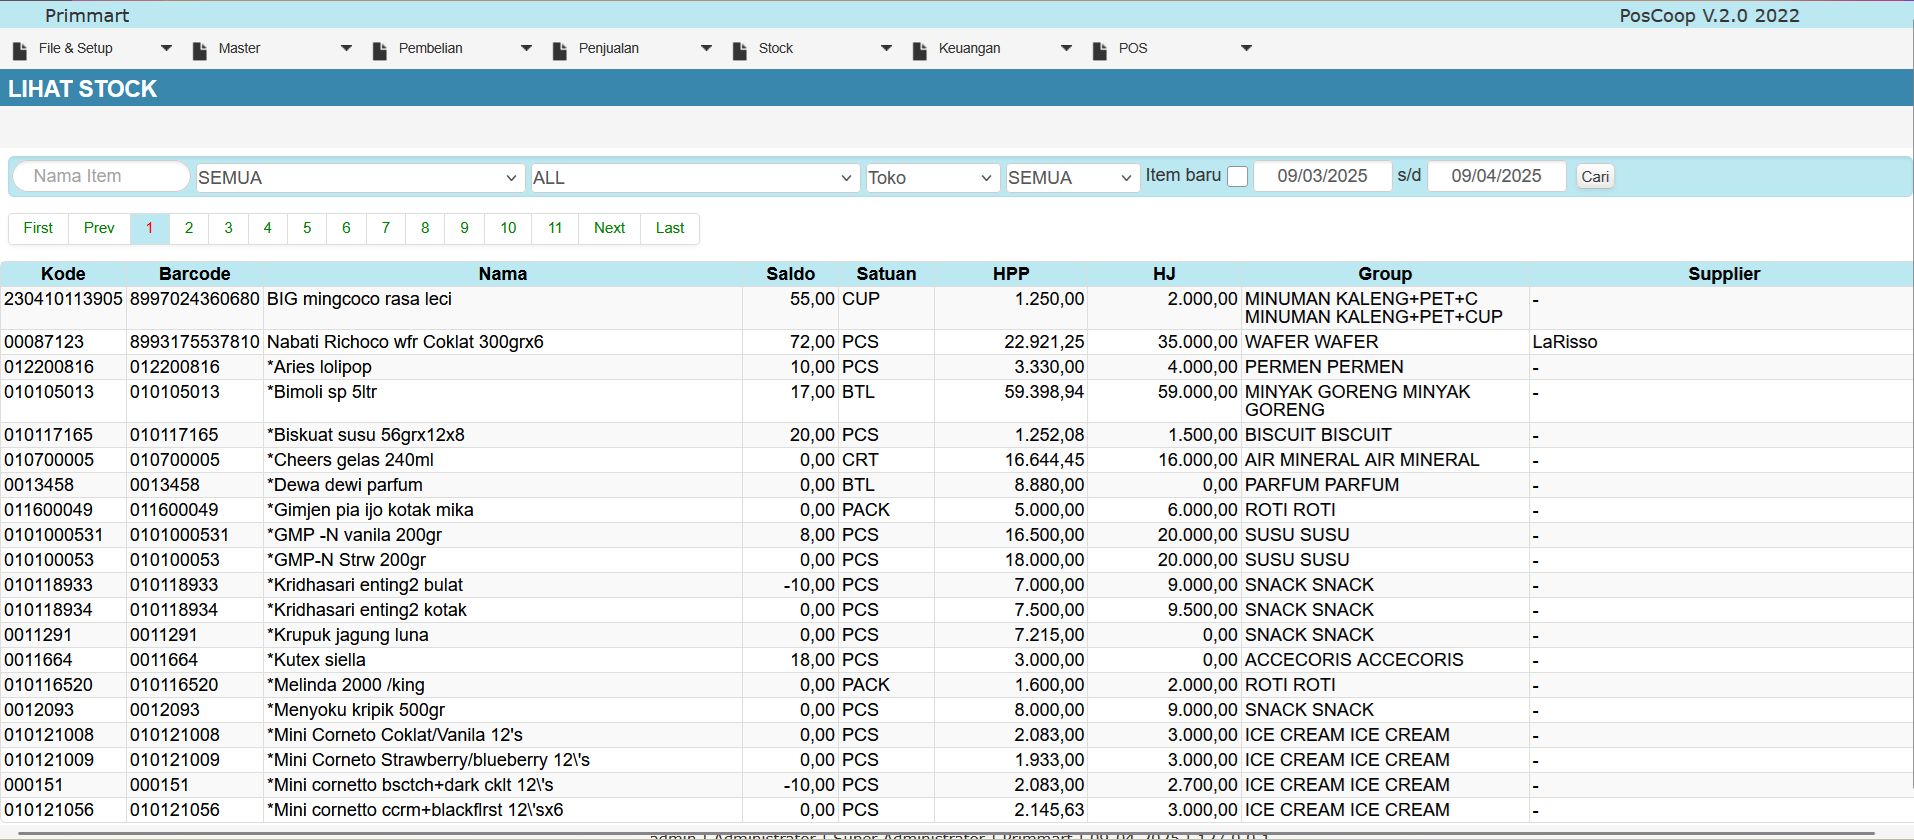 Primmart PosCoop V.2.0 2022
File & Setup Master Pembelian Penjualan Stock Keuangan POS
LIHAT STOCK
Nama Item SEMUA ALL Toko SEMUA Item baru 09/03/2025 s/d 09/04/2025 Cari
First Prev 1 2 3 4 5 6 7 8 9 10 11 Next Last
Kode Barcode Nama Saldo Satuan HPP HJ Group Supplier
230410113905 8997024360680 BIG mingcoco rasa leci 55,00 CUP 1.250,00 2.000,00 MINUMAN KALENG+PET+C -
MINUMAN KALENG+PET+CUP
00087123 8993175537810 Nabati Richoco wfr Coklat 300grx6 72,00 PCS 22.921,25 35.000,00 WAFER WAFER LaRisso
012200816 012200816 *Aries lolipop 10,00 PCS 3.330,00 4.000,00 PERMEN PERMEN -
010105013 010105013 *Bimoli sp 5ltr 17,00 BTL 59.398,94 59.000,00 MINYAK GORENG MINYAK -
GORENG
010117165 010117165 *Biskuat susu 56grx12x8 20,00 PCS 1.252,08 1.500,00 BISCUIT BISCUIT -
010700005 010700005 *Cheers gelas 240ml 0,00 CRT 16.644,45 16.000,00 AIR MINERAL AIR MINERAL -
0013458 0013458 *Dewa dewi parfum 0,00 BTL 8.880,00 0,00 PARFUM PARFUM -
011600049 011600049 *Gimjen pia ijo kotak mika 0,00 PACK 5.000,00 6.000,00 ROTI ROTI -
0101000531 0101000531 *GMP -N vanila 200gr 8,00 PCS 16.500,00 20.000,00 SUSU SUSU -
010100053 010100053 *GMP-N Strw 200gr 0,00 PCS 18.000,00 20.000,00 SUSU SUSU -
010118933 010118933 *Kridhasari enting2 bulat -10,00 PCS 7.000,00 9.000,00 SNACK SNACK -
010118934 010118934 *Kridhasari enting2 kotak 0,00 PCS 7.500,00 9.500,00 SNACK SNACK -
0011291 0011291 *Krupuk jagung luna 0,00 PCS 7.215,00 0,00 SNACK SNACK -
0011664 0011664 *Kutex siella 18,00 PCS 3.000,00 0,00 ACCECORIS ACCECORIS -
010116520 010116520 *Melinda 2000 /king 0,00 PACK 1.600,00 2.000,00 ROTI ROTI -
0012093 0012093 *Menyoku kripik 500gr 0,00 PCS 8.000,00 9.000,00 SNACK SNACK -
010121008 010121008 *Mini Corneto Coklat/Vanila 12's 0,00 PCS 2.083,00 3.000,00 ICE CREAM ICE CREAM -
010121009 010121009 *Mini Corneto Strawberry/blueberry 12\'s 0,00 PCS 1.933,00 3.000,00 ICE CREAM ICE CREAM -
000151 000151 *Mini cornetto bsctch+dark cklt 12\'s -10,00 PCS 2.083,00 2.700,00 ICE CREAM ICE CREAM -
010121056 010121056 *Mini cornetto ccrm+blackflrst 12\'sx6 0,00 PCS 2.145,63 3.000,00 ICE CREAM ICE CREAM -
admin | Administrator | Super Administrator | Primmart | 09-04-2025 | 127.0.0.1